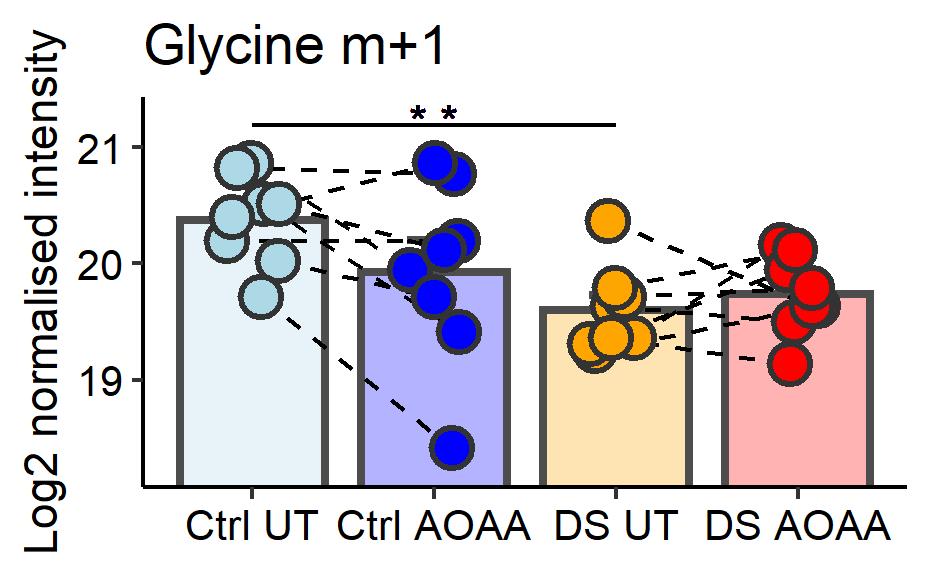 Glycine m+1
Log2 normalised intensity
* *
21
20
19
Ctrl UT Ctrl AOAA DS UT DS AOAA